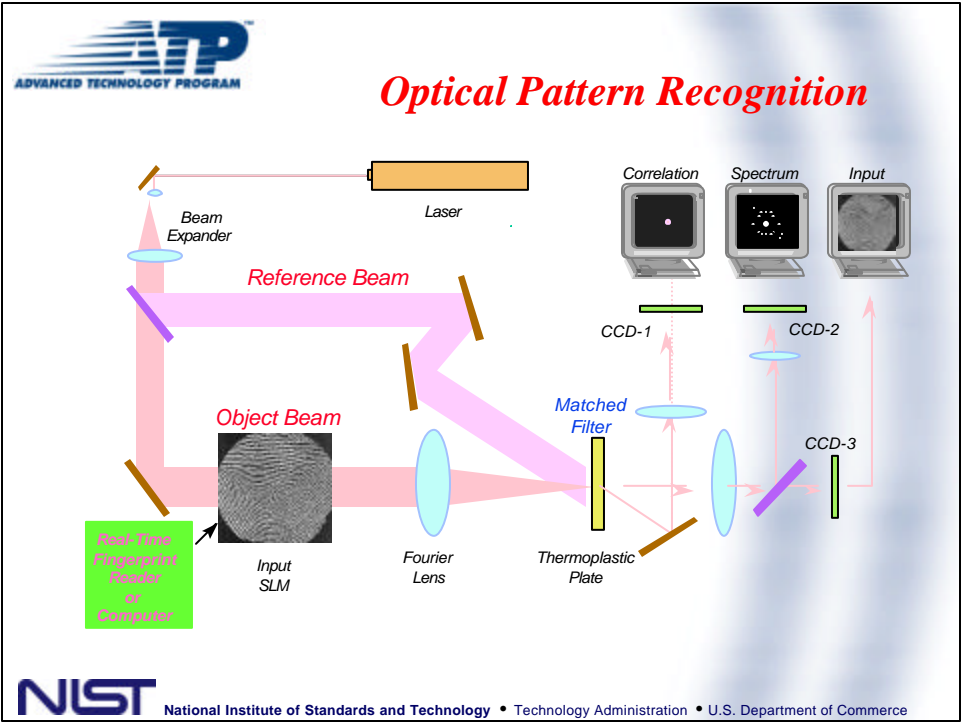 ATP
™
ADVANCED TECHNOLOGY PROGRAM
Optical Pattern Recognition
Correlation
Spectrum
Input
Laser
Beam
Expander
Reference Beam
CCD-1
CCD-2
Matched
Filter
Object Beam
CCD-3
Real-Time
Fingerprint
Reader
or
Computer
Input
SLM
Fourier
Lens
Thermoplastic
Plate
NIST
National Institute of Standards and Technology • Technology Administration • U.S. Department of Commerce